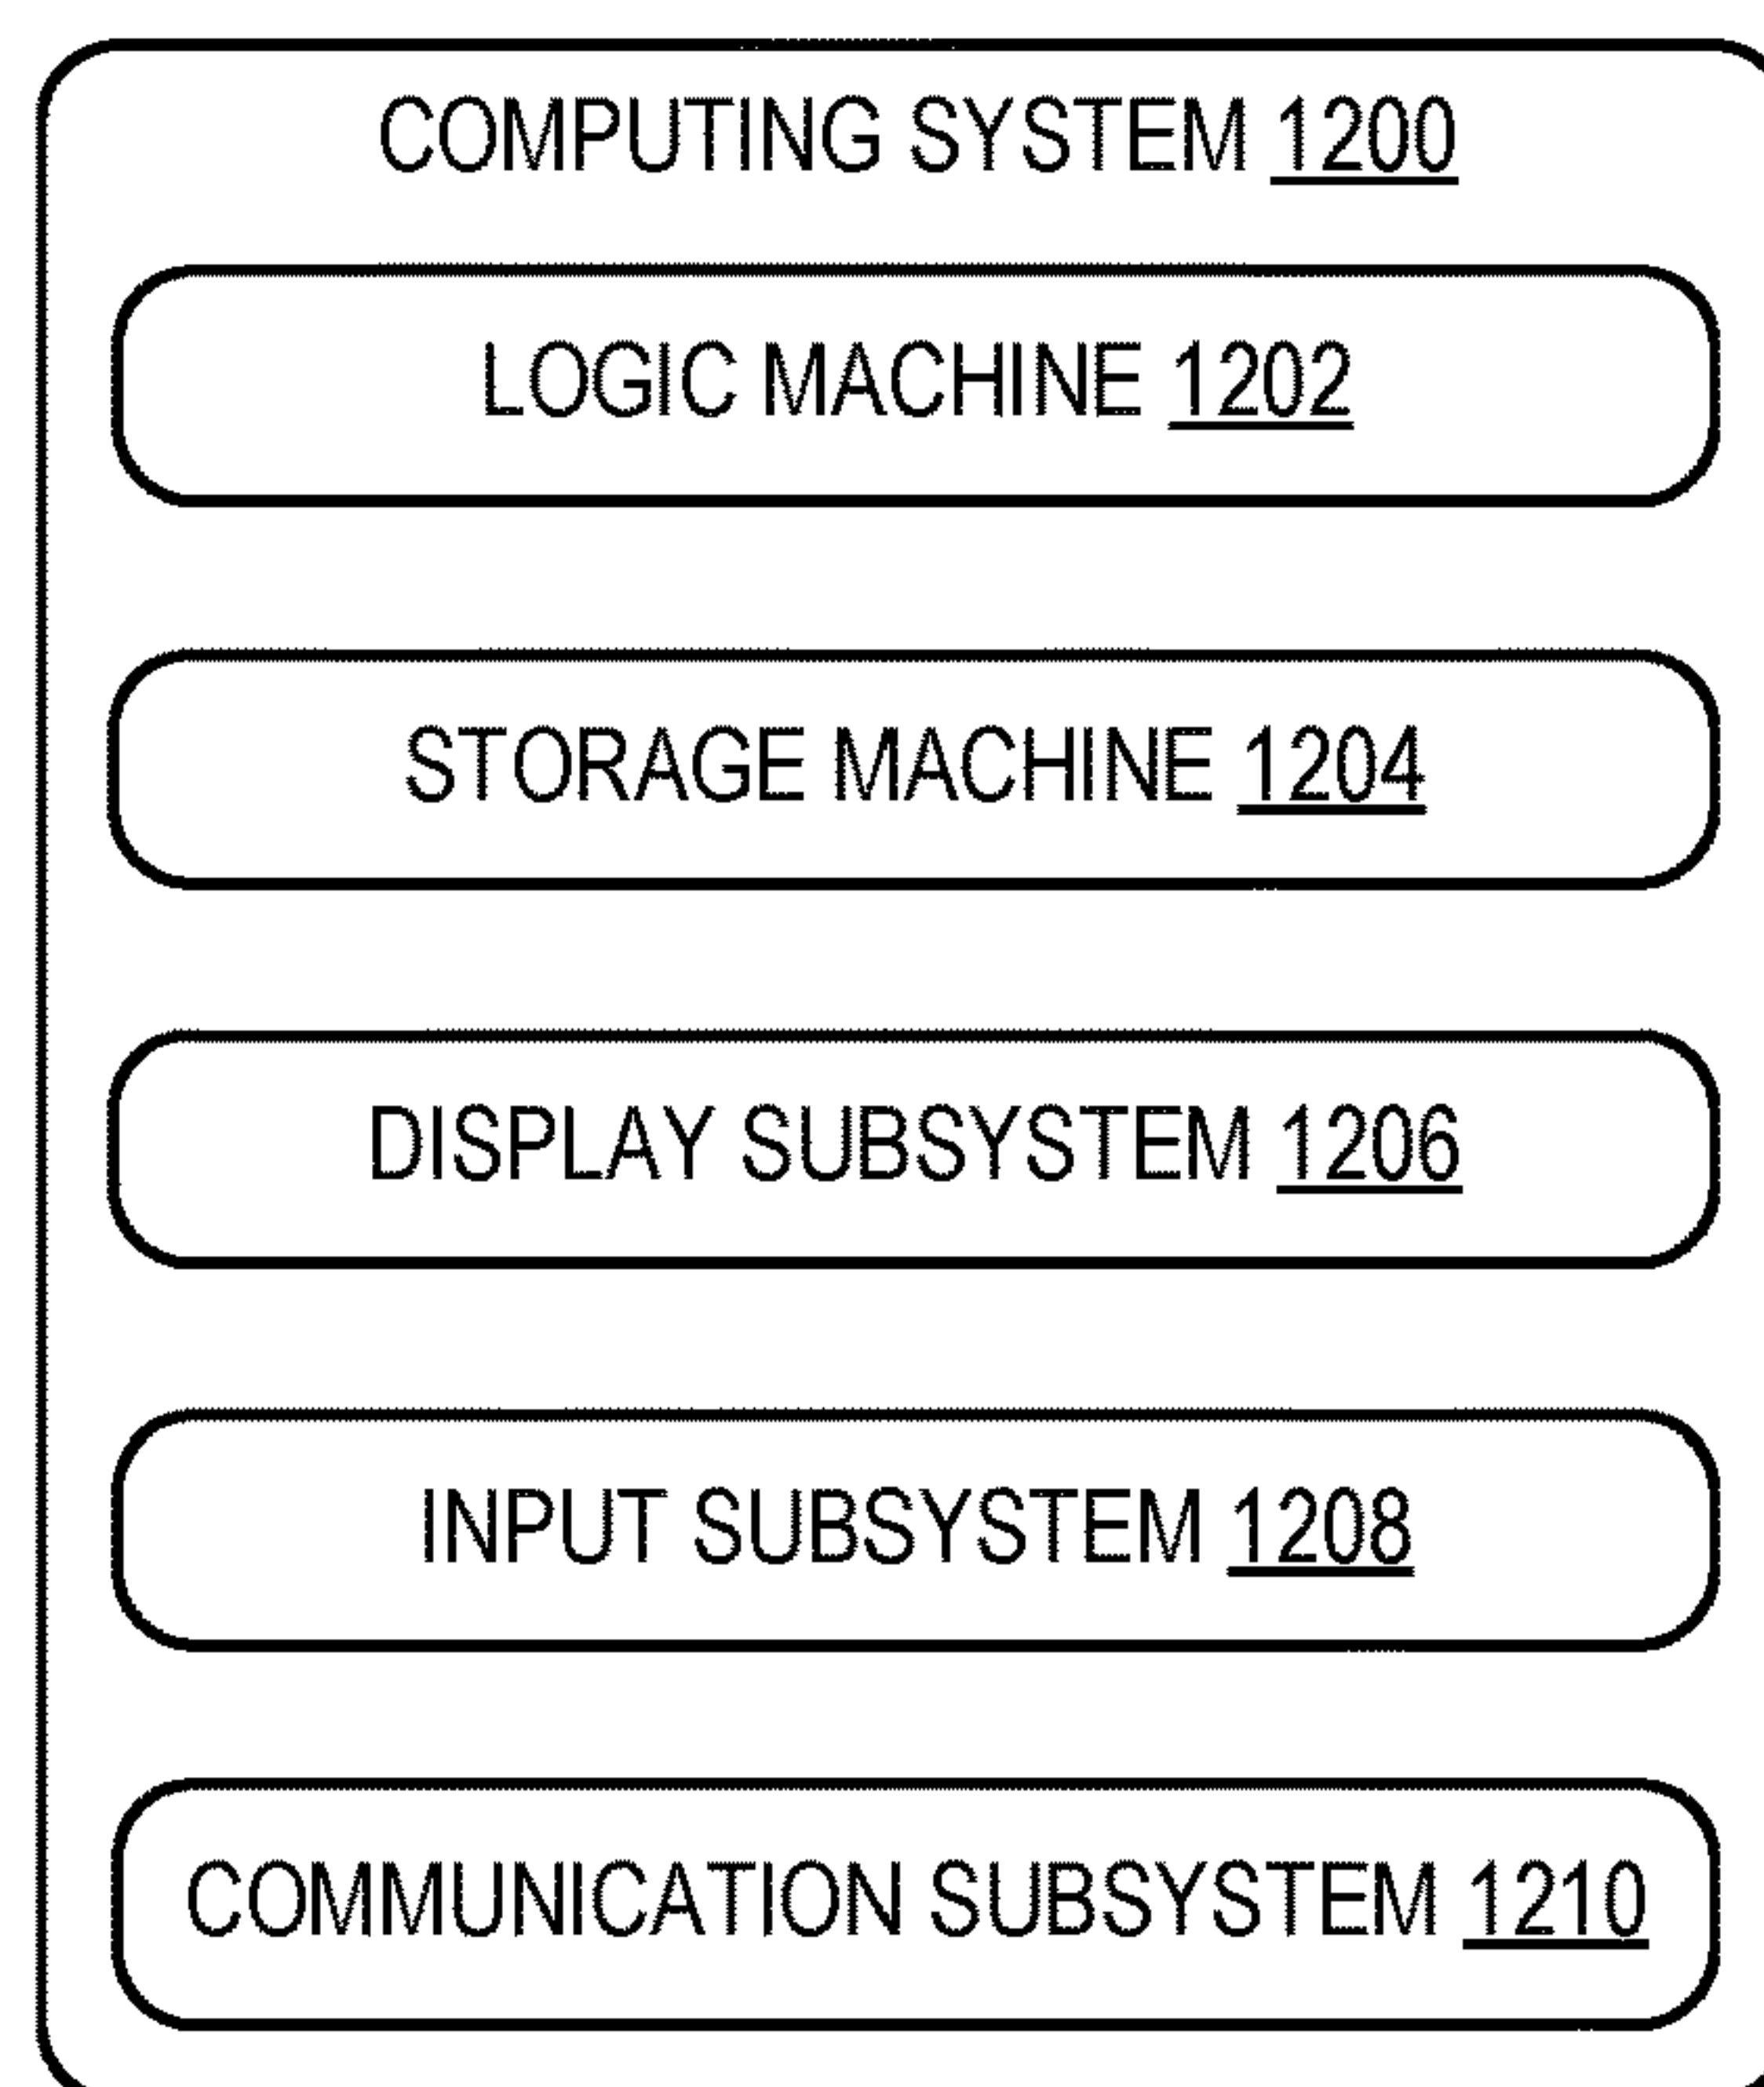 COMPUTING SYSTEM 1200
LOGIC MACHINE 1202
STORAGE MACHINE 1204
DISPLAY SUBSYSTEM 1206
INPUT SUBSYSTEM 1208
COMMUNICATION SUBSYSTEM 1210